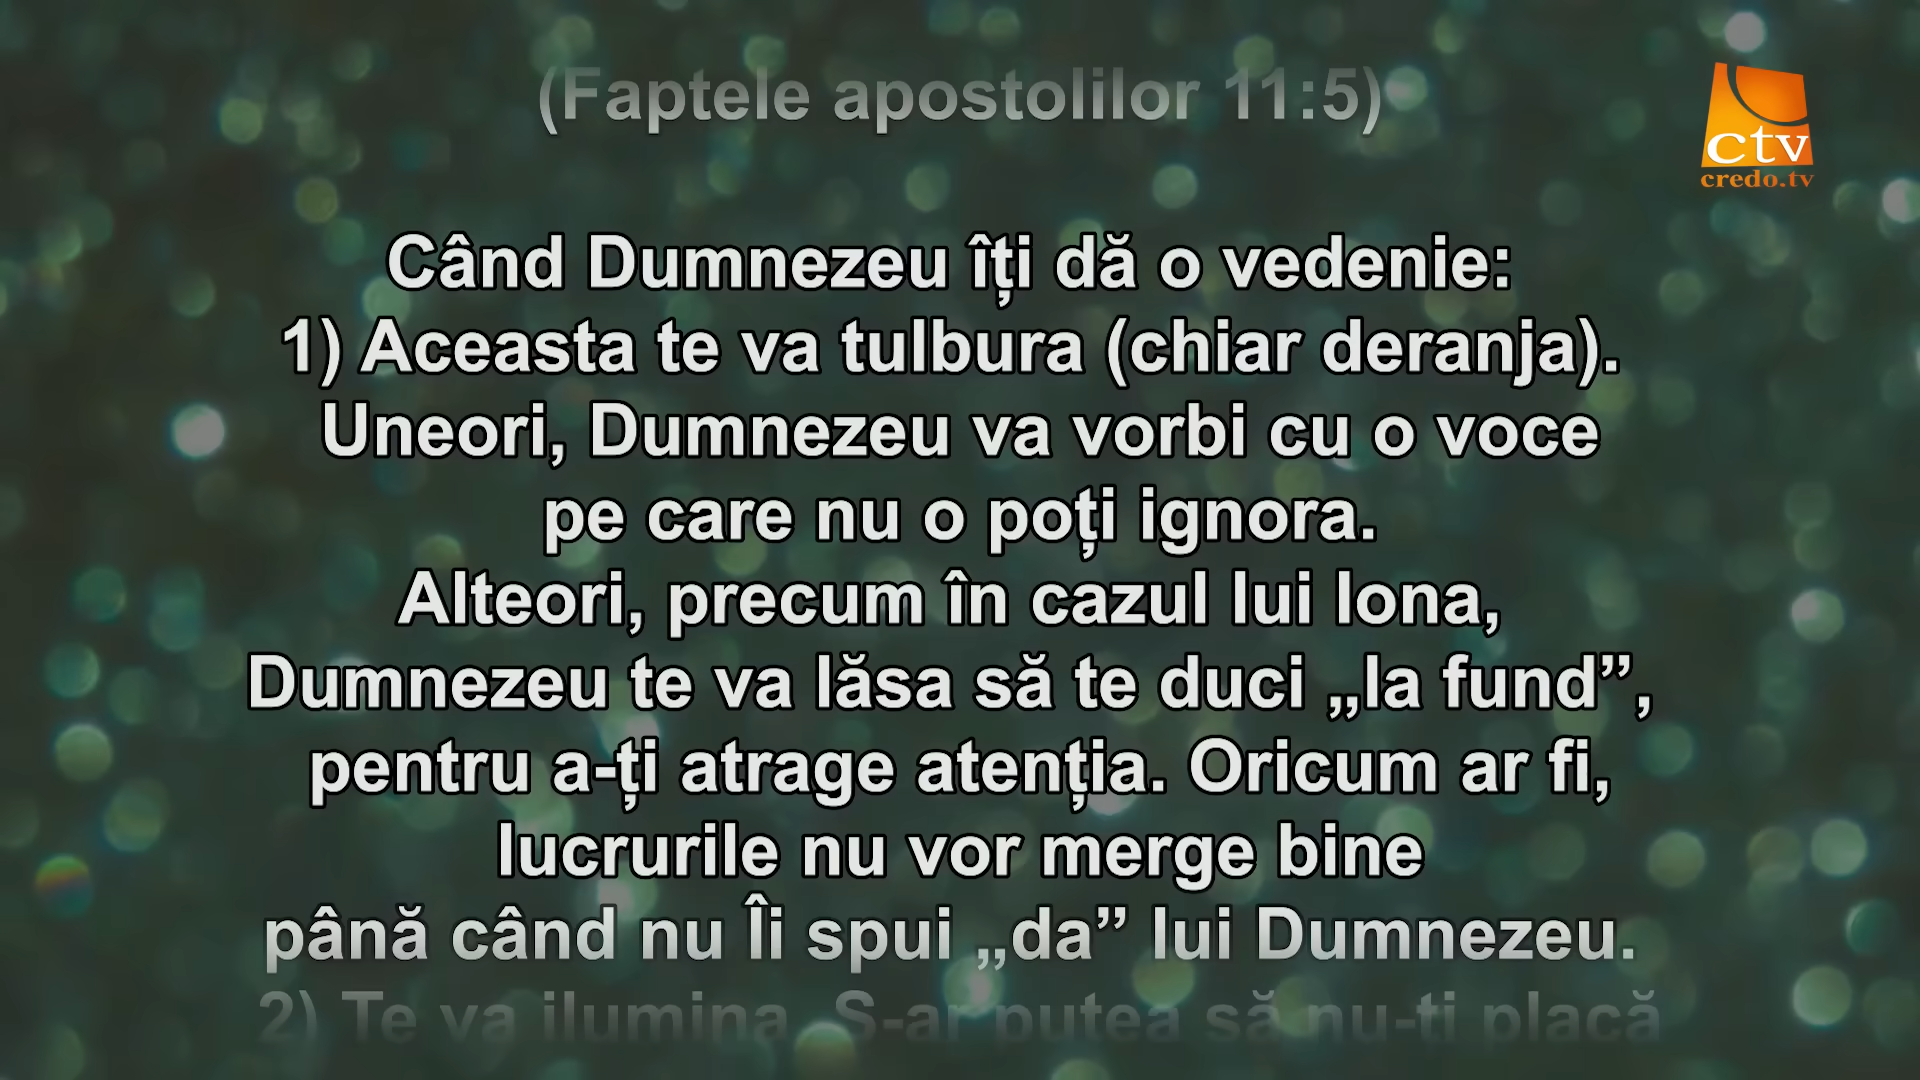 (Faptele apostolilor 11:5)
ctv
credo.tv
Când Dumnezeu îți dă o vedenie:
1) Aceasta te va tulbura (chiar deranja).
Uneori, Dumnezeu va vorbi cu o voce
pe care nu o poți ignora.
Alteori, precum în cazul lui Iona,
Dumnezeu te va lăsa să te duci „la fund”,
pentru a-ți atrage atenția. Oricum ar fi,
lucrurile nu vor merge bine
până când nu Îi spui „da” lui Dumnezeu.
2) Te va ilumina. S-ar putea să nu-ți placă